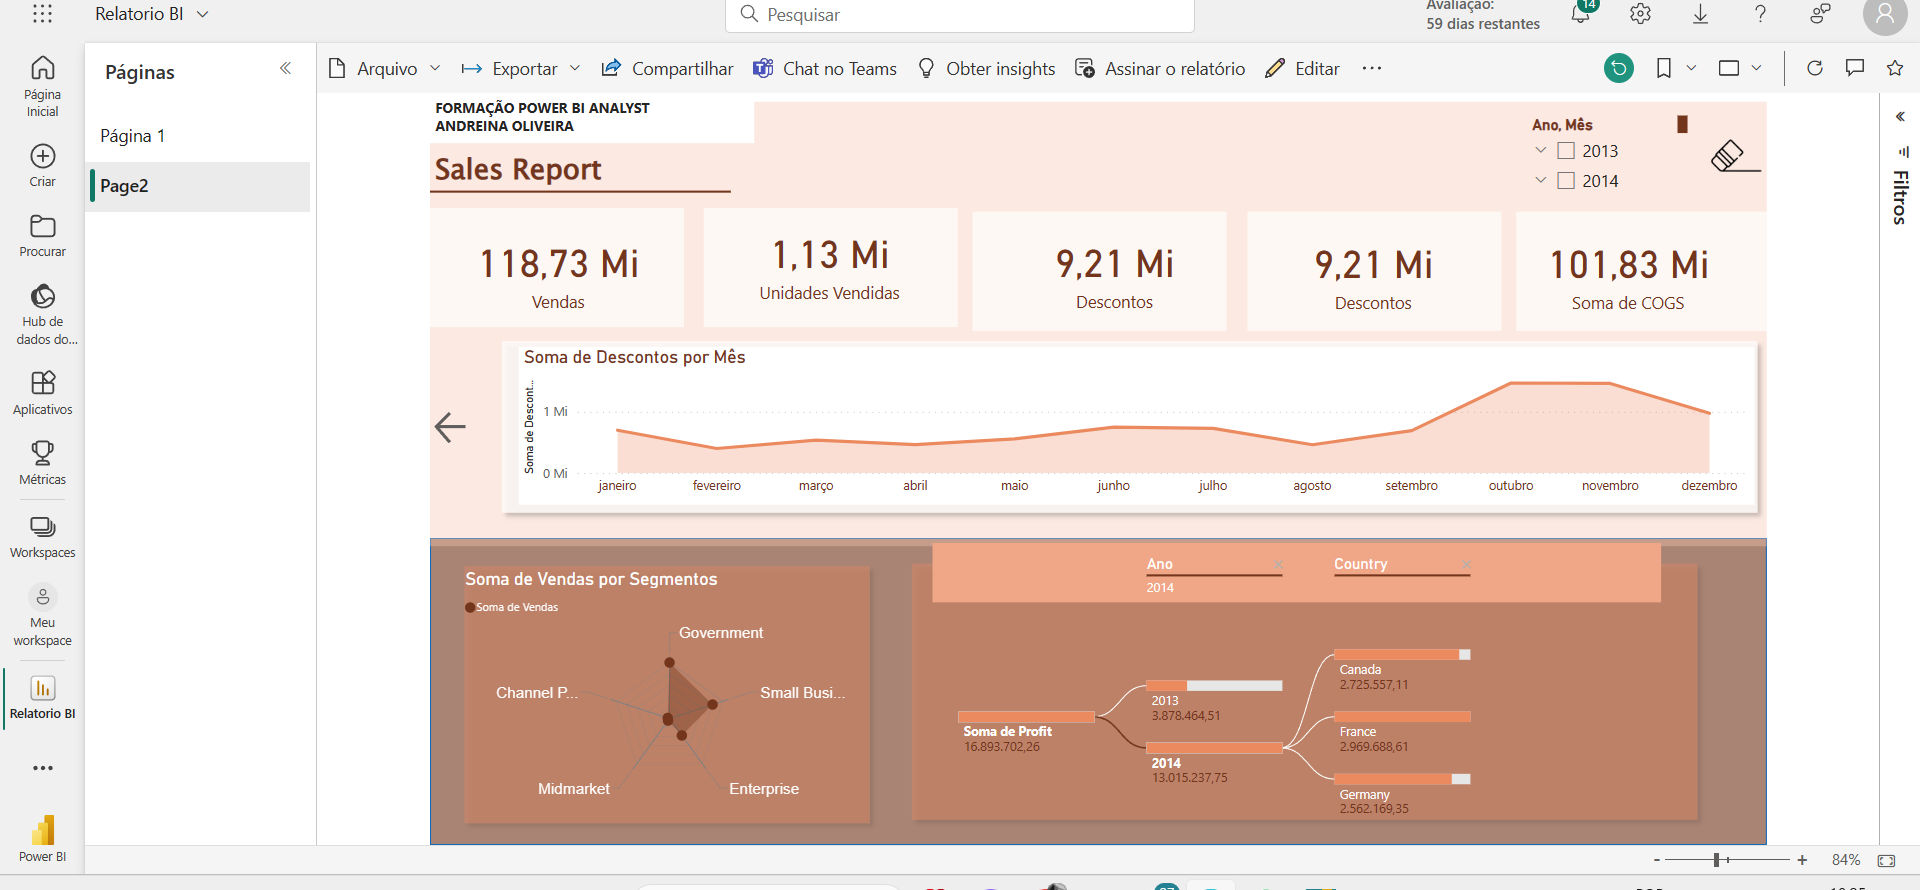 Relatorio BI
Pesquisar
Avaliação:
59 dias restantes
14
Página
Inicial
Criar
Procurar
Hub de
dados do...
Aplicativos
Métricas
Workspaces
Meu
workspace
Relatorio BI
Power BI
Páginas
Página 1
Page2
Arquivo
Exportar
Compartilhar
Chat no Teams
Obter insights
Assinar o relatório
Editar
Filtros
FORMAÇÃO POWER BI ANALYST
ANDREINA OLIVEIRA
Sales Report
Ano, Mês
2013
2014
118,73 Mi
Vendas
1,13 Mi
Unidades Vendidas
9,21 Mi
Descontos
9,21 Mi
Descontos
101,83 Mi
Soma de COGS
Soma de Descontos por Mês
Soma de Descont...
1 Mi
0 Mi
janeiro
fevereiro
março
abril
maio
junho
julho
agosto
setembro
outubro
novembro
dezembro
Soma de Vendas por Segmentos
Soma de Vendas
Government
Channel P...
Small Busi...
Midmarket
Enterprise
Ano
2014
Country
Soma de Profit
16.893.702,26
2013
3.878.464,51
2014
13.015.237,75
Canada
2.725.557,11
France
2.969.688,61
Germany
2.562.169,35
84%